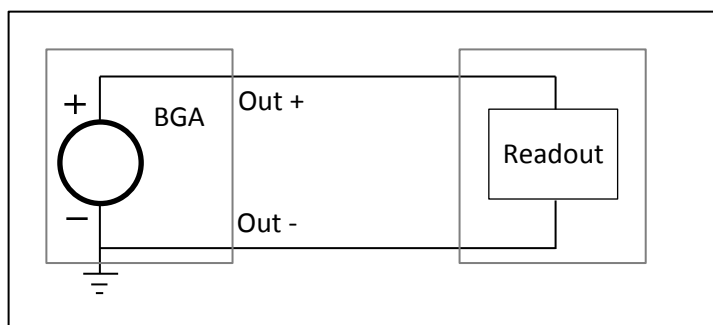 +
BGA
Out +
Readout
−
Out -